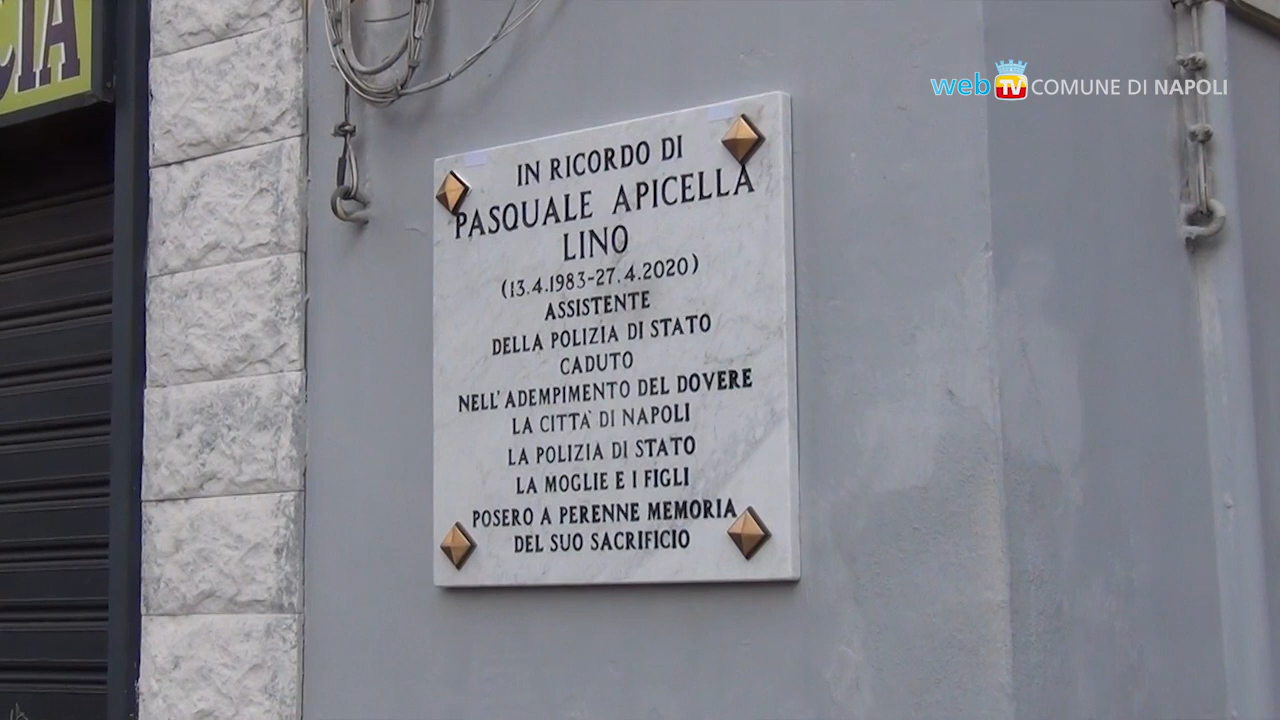 CIA
web TV COMUNE DI NAPOLI
IN RICORDO DI
PASQUALE APICELLA
LINO
(13.4.1983-27.4.2020)
ASSISTENTE
DELLA POLIZIA DI STATO
CADUTO
NELL'ADEMPIMENTO DEL DOVERE
LA CITTÀ DI NAPOLI
LA POLIZIA DI STATO
LA MOGLIE E I FIGLI
POSERO A PERENNE MEMORIA
DEL SUO SACRIFICIO